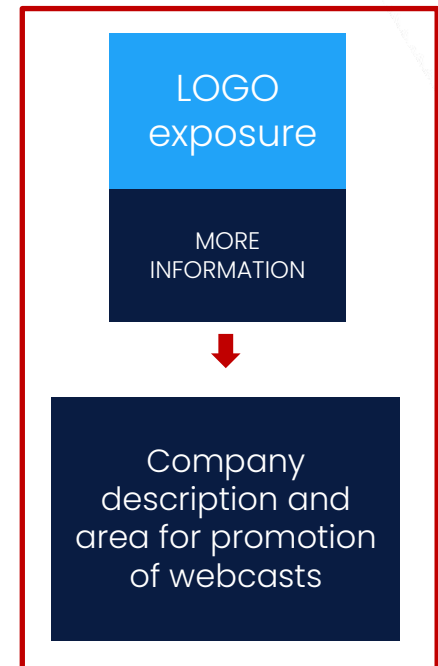 LOGO
exposure
MORE
INFORMATION
Company
description and
area for promotion
of webcasts